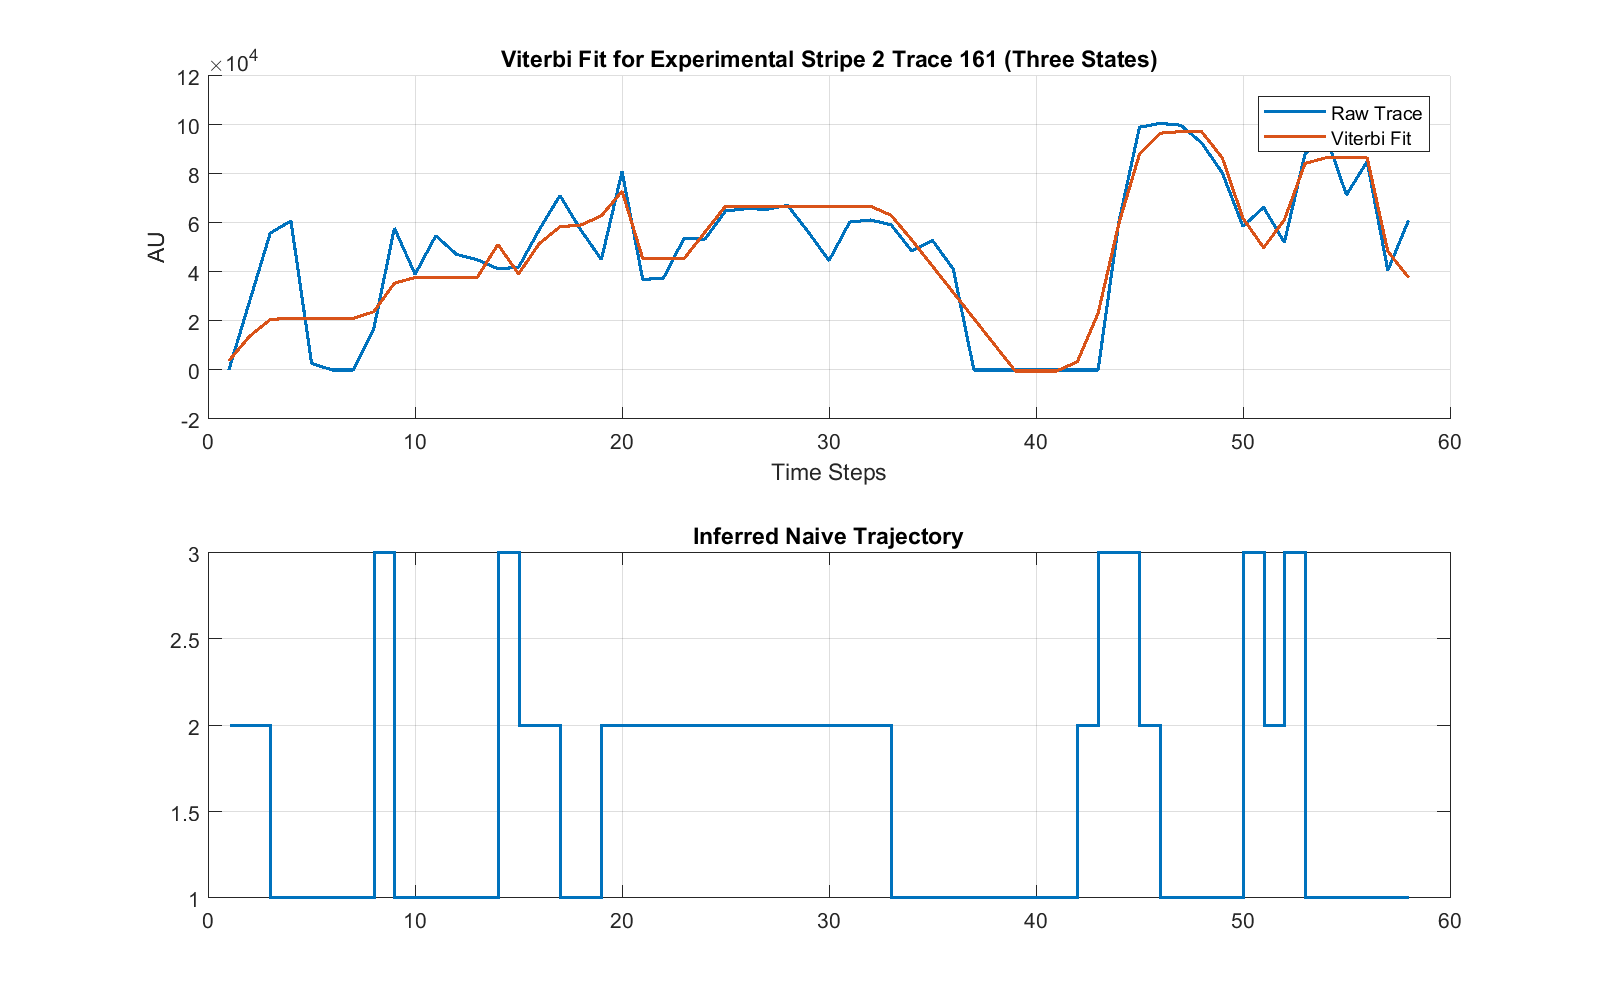 Viterbi Fit for Experimental Stripe 2 Trace 161 (Three States)
×10^4
12
10
8
6
4
2
0
-2
AU
Raw Trace
Viterbi Fit
0 10 20 30 40 50 60
Time Steps
Inferred Naive Trajectory
3
2.5
2
1.5
1
0 10 20 30 40 50 60